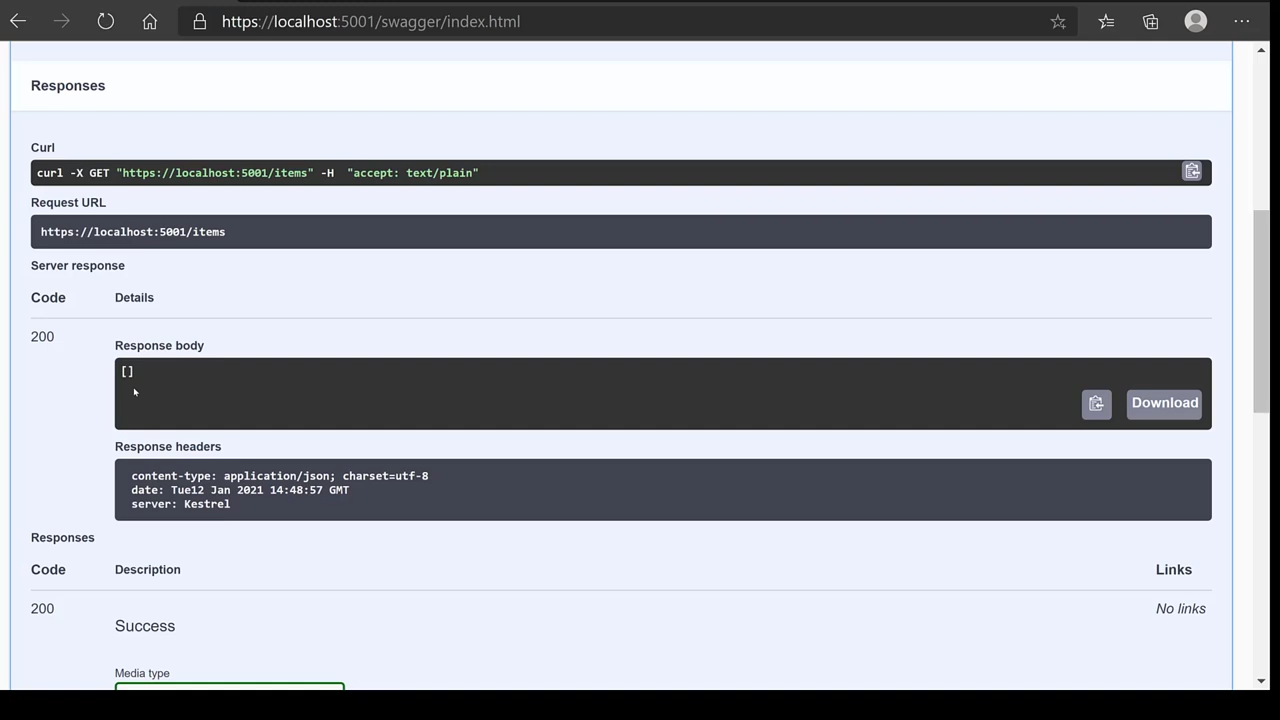 https://localhost:5001/swagger/index.html
Responses
Curl
curl -X GET "https://localhost:5001/items" -H  "accept: text/plain"
Request URL
https://localhost:5001/items
Server response
Code Details
200
Response body
[]
Download
Response headers
content-type: application/json; charset=utf-8
date: Tue12 Jan 2021 14:48:57 GMT
server: Kestrel
Responses
Code Description Links
200 No links
Success
Media type